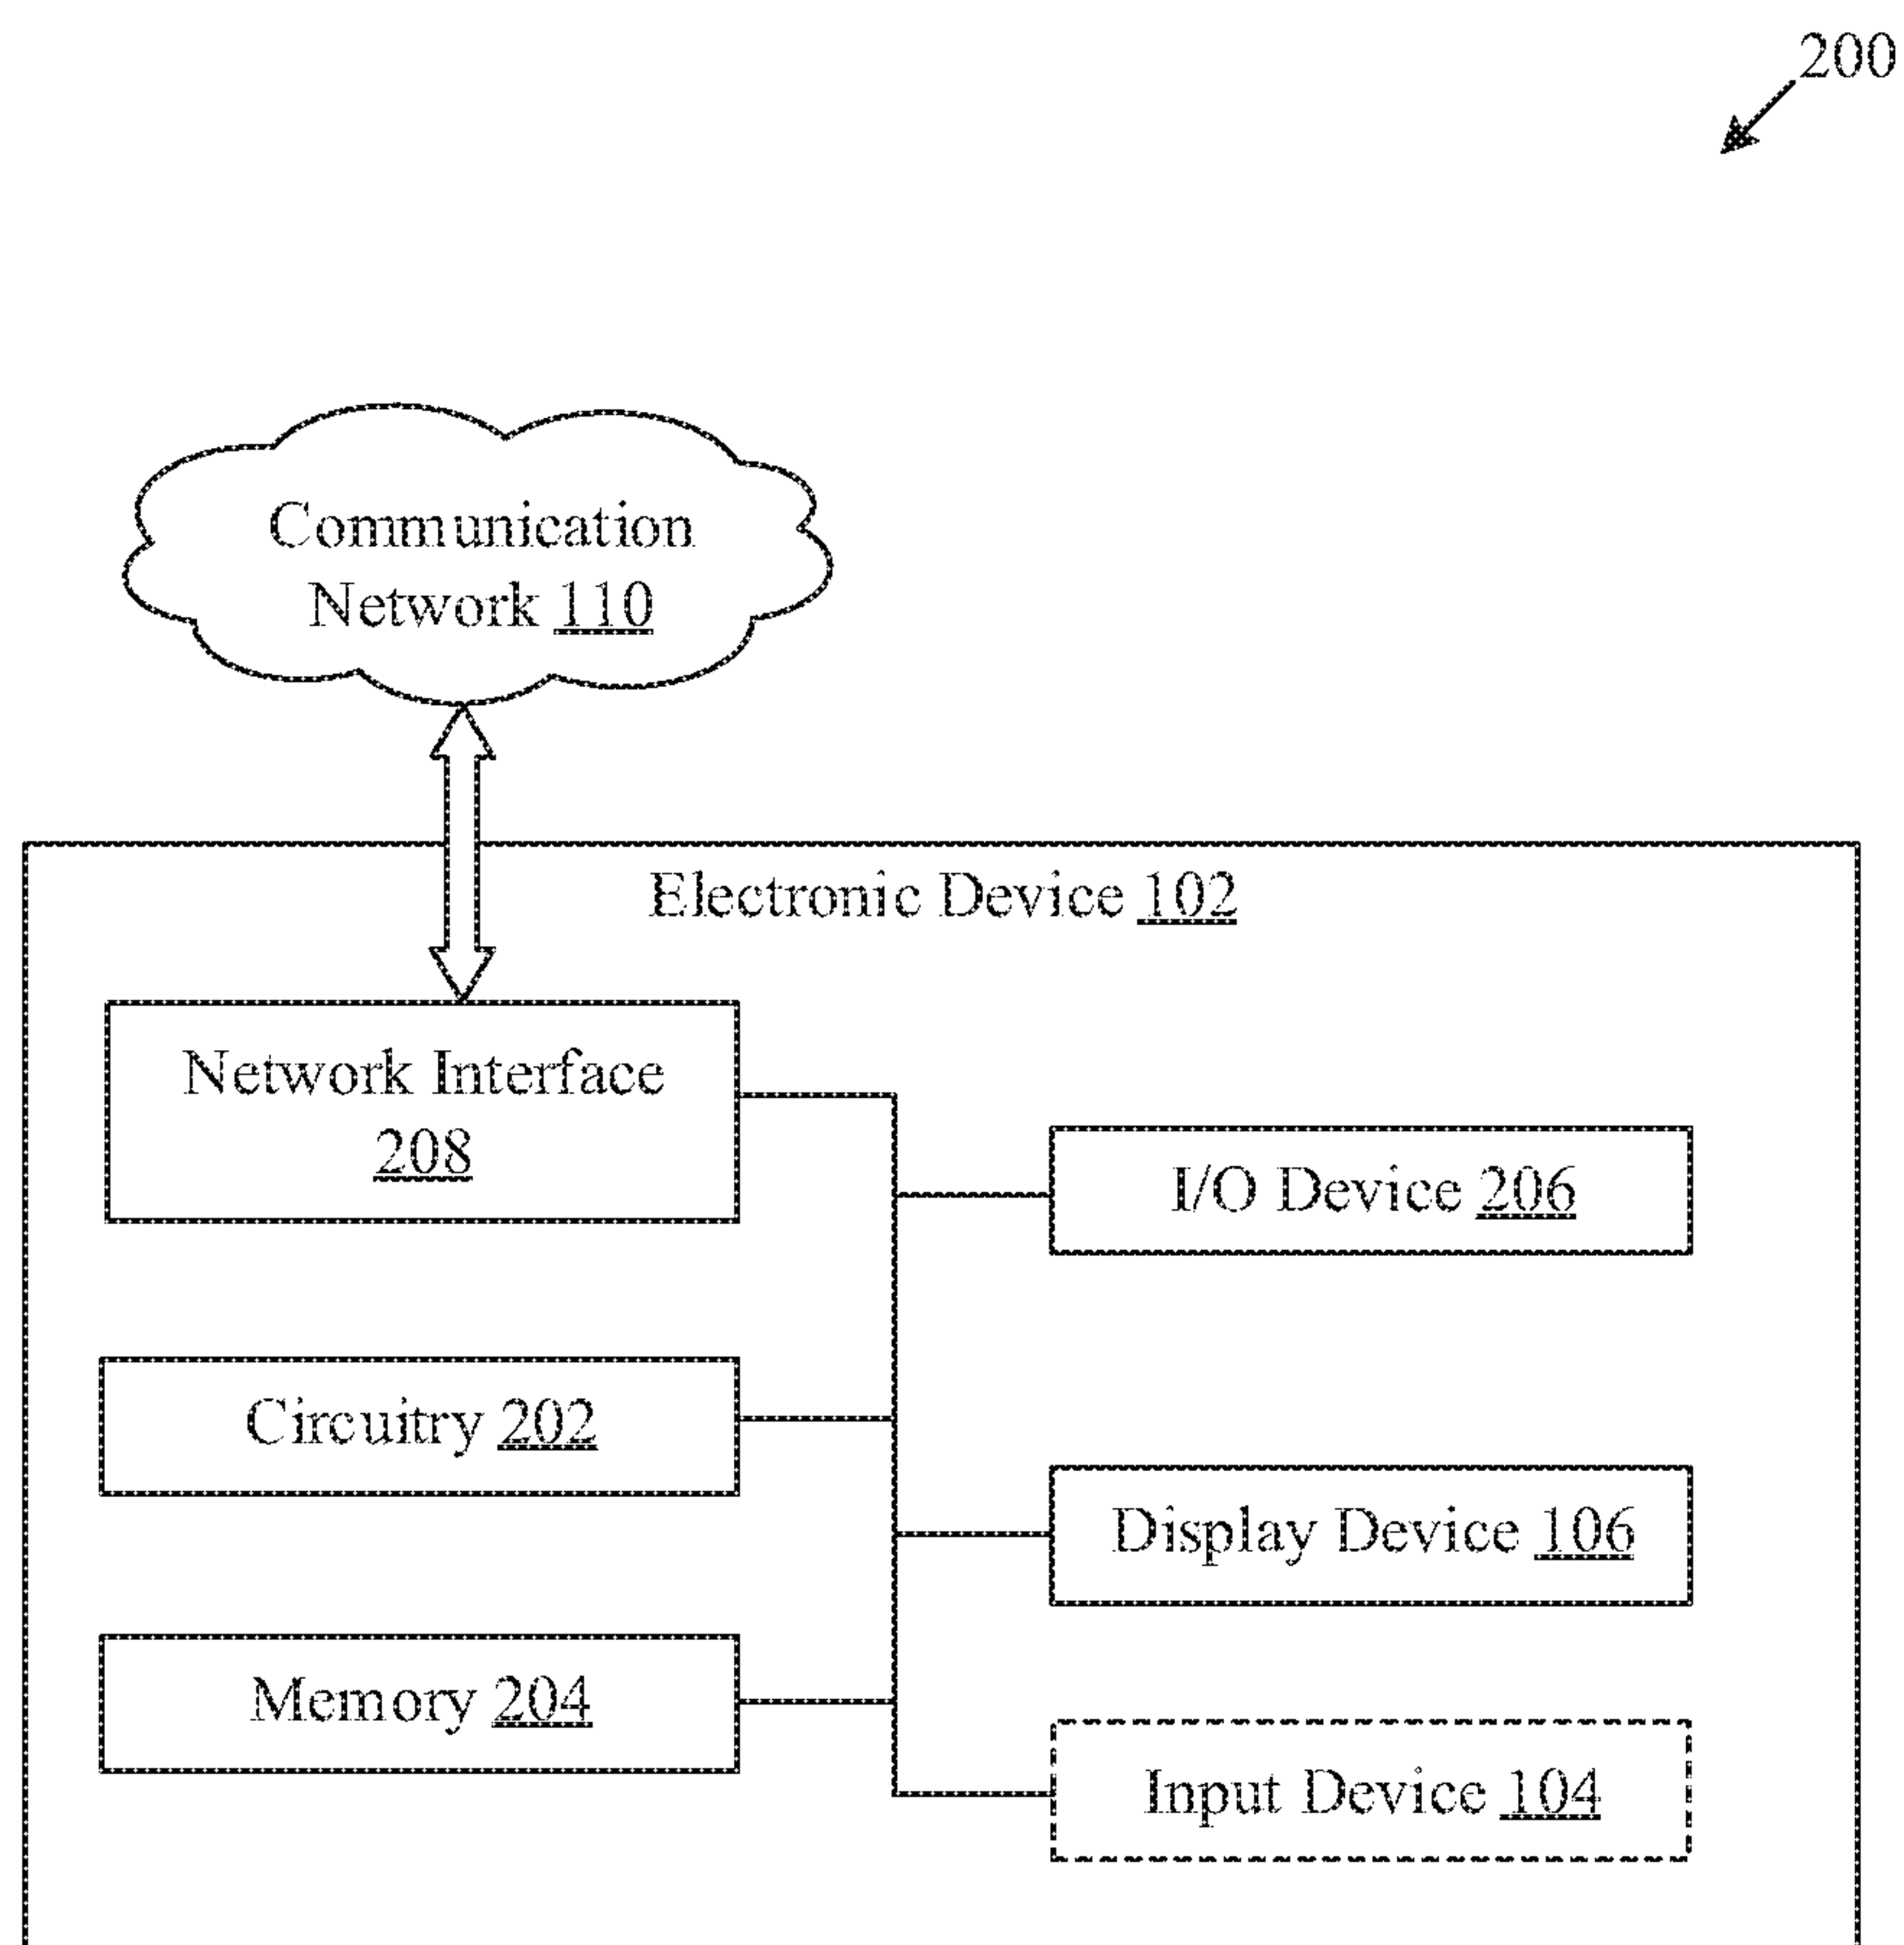 200
Communication
Network 110
Electronic Device 102
Network Interface
208
I/O Device 206
Circuitry 202
Display Device 106
Memory 204
Input Device 104